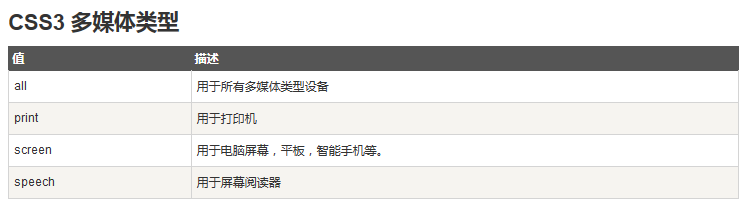 CSS3 多媒体类型
值 描述
all 用于所有多媒体类型设备
print 用于打印机
screen 用于电脑屏幕，平板，智能手机等。
speech 用于屏幕阅读器